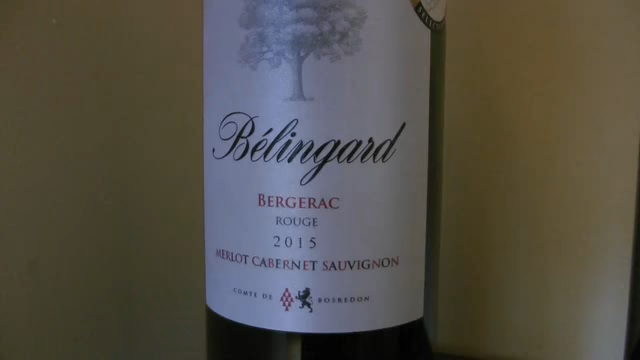 Bélingard
BERGERAC
ROUGE
2015
MERLOT CABERNET SAUVIGNON
COMTE DE BOSREDON